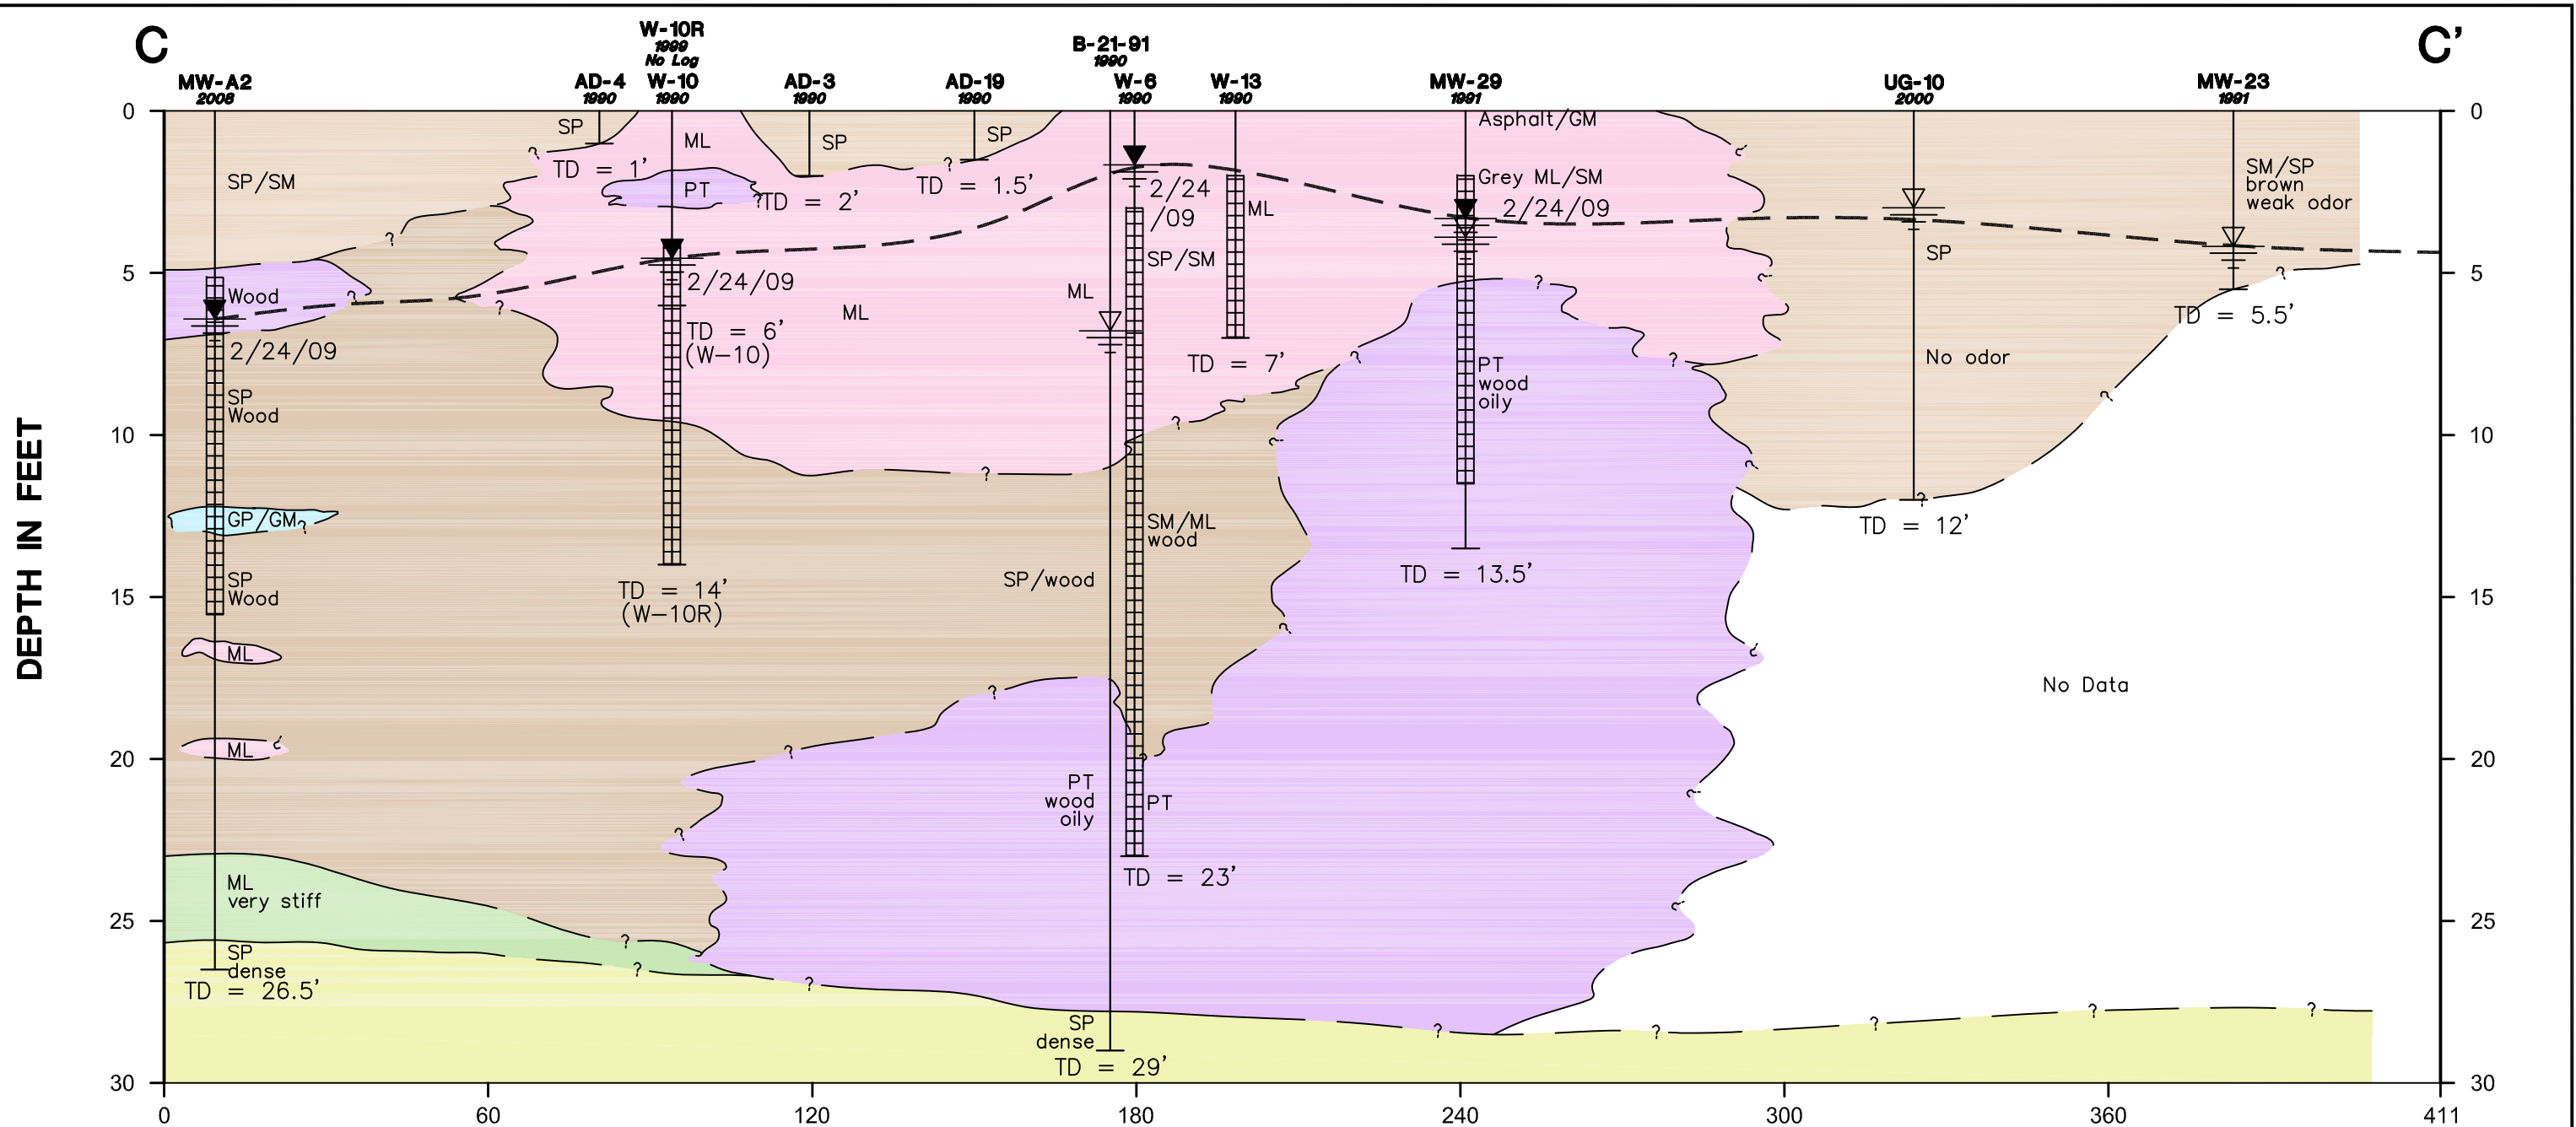 C
C'
W-10R
1999
No Log
B-21-91
1990
MW-A2
2008
AD-4
1990
W-10
1990
AD-3
1990
AD-19
1990
W-6
1990
W-13
1990
MW-29
1991
UG-10
2000
MW-23
1991
DEPTH IN FEET
0
5
10
15
20
25
30
0
5
10
15
20
25
30
SP/SM
Wood
2/24/09
SP
Wood
GP/GM
?
SP
Wood
ML
ML
?
ML
very stiff
SP
dense
TD = 26.5'
SP
TD = 1'
ML
PT
?
2/24/09
TD = 6'
(W-10)
TD = 14'
(W-10R)
SP
TD = 2'
SP
?
TD = 1.5'
ML
ML
2/24
/09
SP/SM
SM/ML
wood
SP/wood
PT
wood
oily
PT
TD = 23'
SP
dense
TD = 29'
ML
TD = 7'
Asphalt/GM
Grey ML/SM
2/24/09
PT
wood
oily
TD = 13.5'
SP
No odor
TD = 12'
SM/SP
brown
weak odor
TD = 5.5'
No Data
? ? ? ? ? ? ? ?
0 60 120 180 240 300 360 411